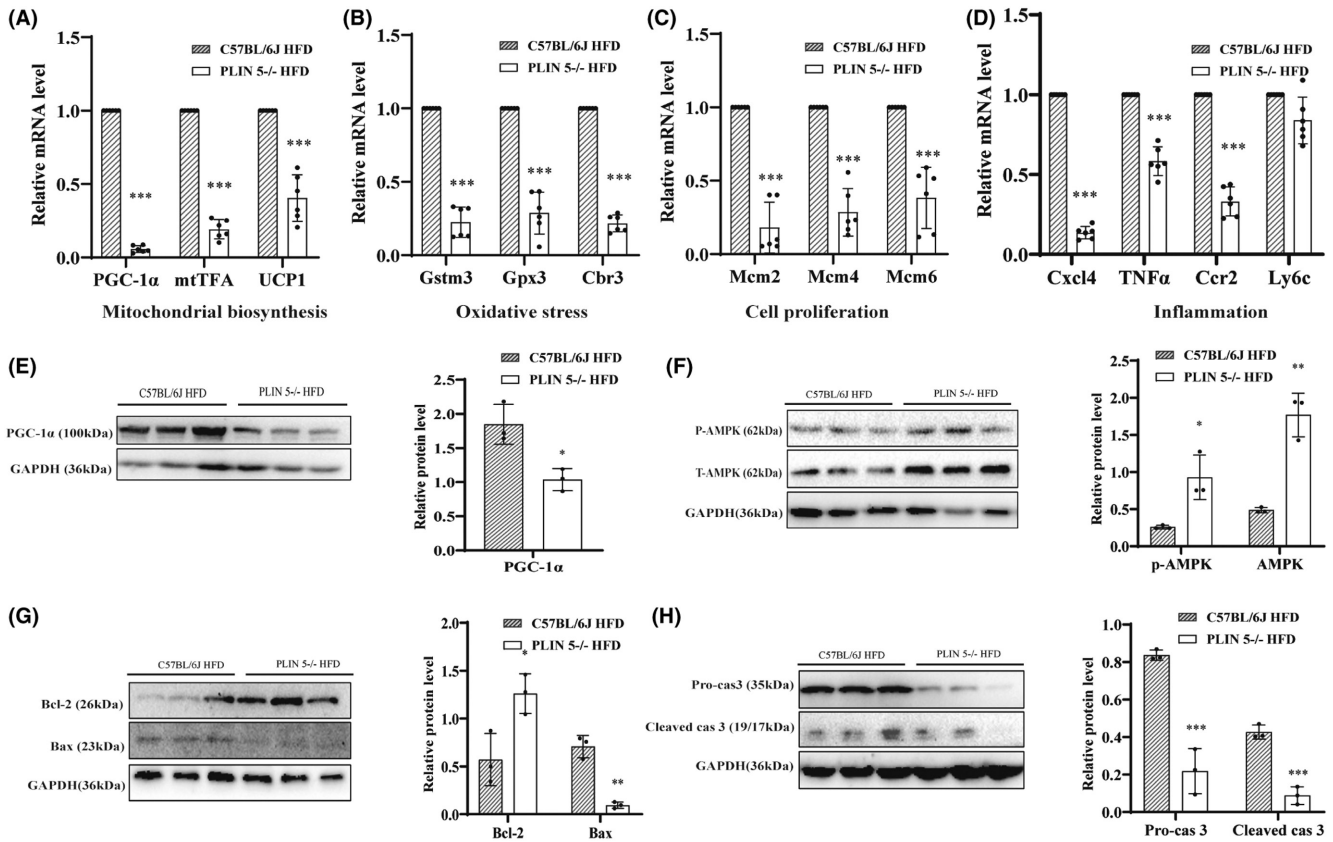 (A)
Relative mRNA level
1.5
1.0
0.5
0.0
C57BL/6J HFD
PLIN 5-/- HFD
***
***
***
PGC-1α mtTFA UCP1
Mitochondrial biosynthesis
(B)
Relative mRNA level
1.5
1.0
0.5
0.0
C57BL/6J HFD
PLIN 5-/- HFD
***
***
***
Gstm3 Gpx3 Cbr3
Oxidative stress
(C)
Relative mRNA level
1.5
1.0
0.5
0.0
C57BL/6J HFD
PLIN 5-/- HFD
***
***
***
Mcm2 Mcm4 Mcm6
Cell proliferation
(D)
Relative mRNA level
1.5
1.0
0.5
0.0
C57BL/6J HFD
PLIN 5-/- HFD
***
***
***
Cxcl4 TNFα Ccr2 Ly6c
Inflammation
(E)
C57BL/6J HFD PLIN 5-/- HFD
PGC-1α (100kDa)
GAPDH (36kDa)
C57BL/6J HFD
PLIN 5-/- HFD
Relative protein level
2.5
2.0
1.5
1.0
0.5
0.0
*
PGC-1α
(F)
C57BL/6J HFD PLIN 5-/- HFD
P-AMPK (62kDa)
T-AMPK (62kDa)
GAPDH(36kDa)
C57BL/6J HFD
PLIN 5-/- HFD
Relative protein level
2.5
2.0
1.5
1.0
0.5
0.0
*
**
p-AMPK AMPK
(G)
C57BL/6J HFD PLIN 5-/- HFD
Bcl-2 (26kDa)
Bax (23kDa)
GAPDH(36kDa)
C57BL/6J HFD
PLIN 5-/- HFD
Relative protein level
2.0
1.5
1.0
0.5
0.0
*
**
Bcl-2 Bax
(H)
C57BL/6J HFD PLIN 5-/- HFD
Pro-cas3 (35kDa)
Cleaved cas 3 (19/17kDa)
GAPDH(36kDa)
C57BL/6J HFD
PLIN 5-/- HFD
Relative protein level
1.0
0.8
0.6
0.4
0.2
0.0
***
***
Pro-cas 3 Cleaved cas 3